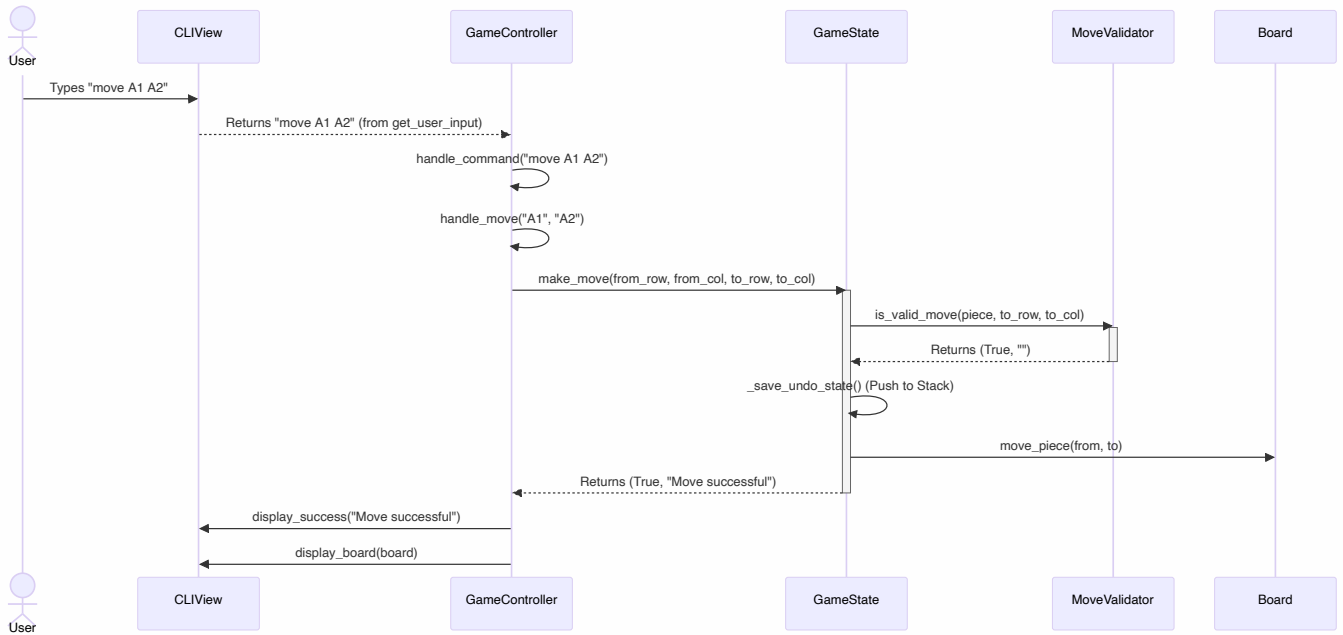 User
CLIView
GameController
GameState
MoveValidator
Board
Types "move A1 A2"
Returns "move A1 A2" (from get_user_input)
handle_command("move A1 A2")
handle_move("A1", "A2")
make_move(from_row, from_col, to_row, to_col)
is_valid_move(piece, to_row, to_col)
Returns (True, "")
_save_undo_state() (Push to Stack)
move_piece(from, to)
Returns (True, "Move successful")
display_success("Move successful")
display_board(board)
User
CLIView
GameController
GameState
MoveValidator
Board